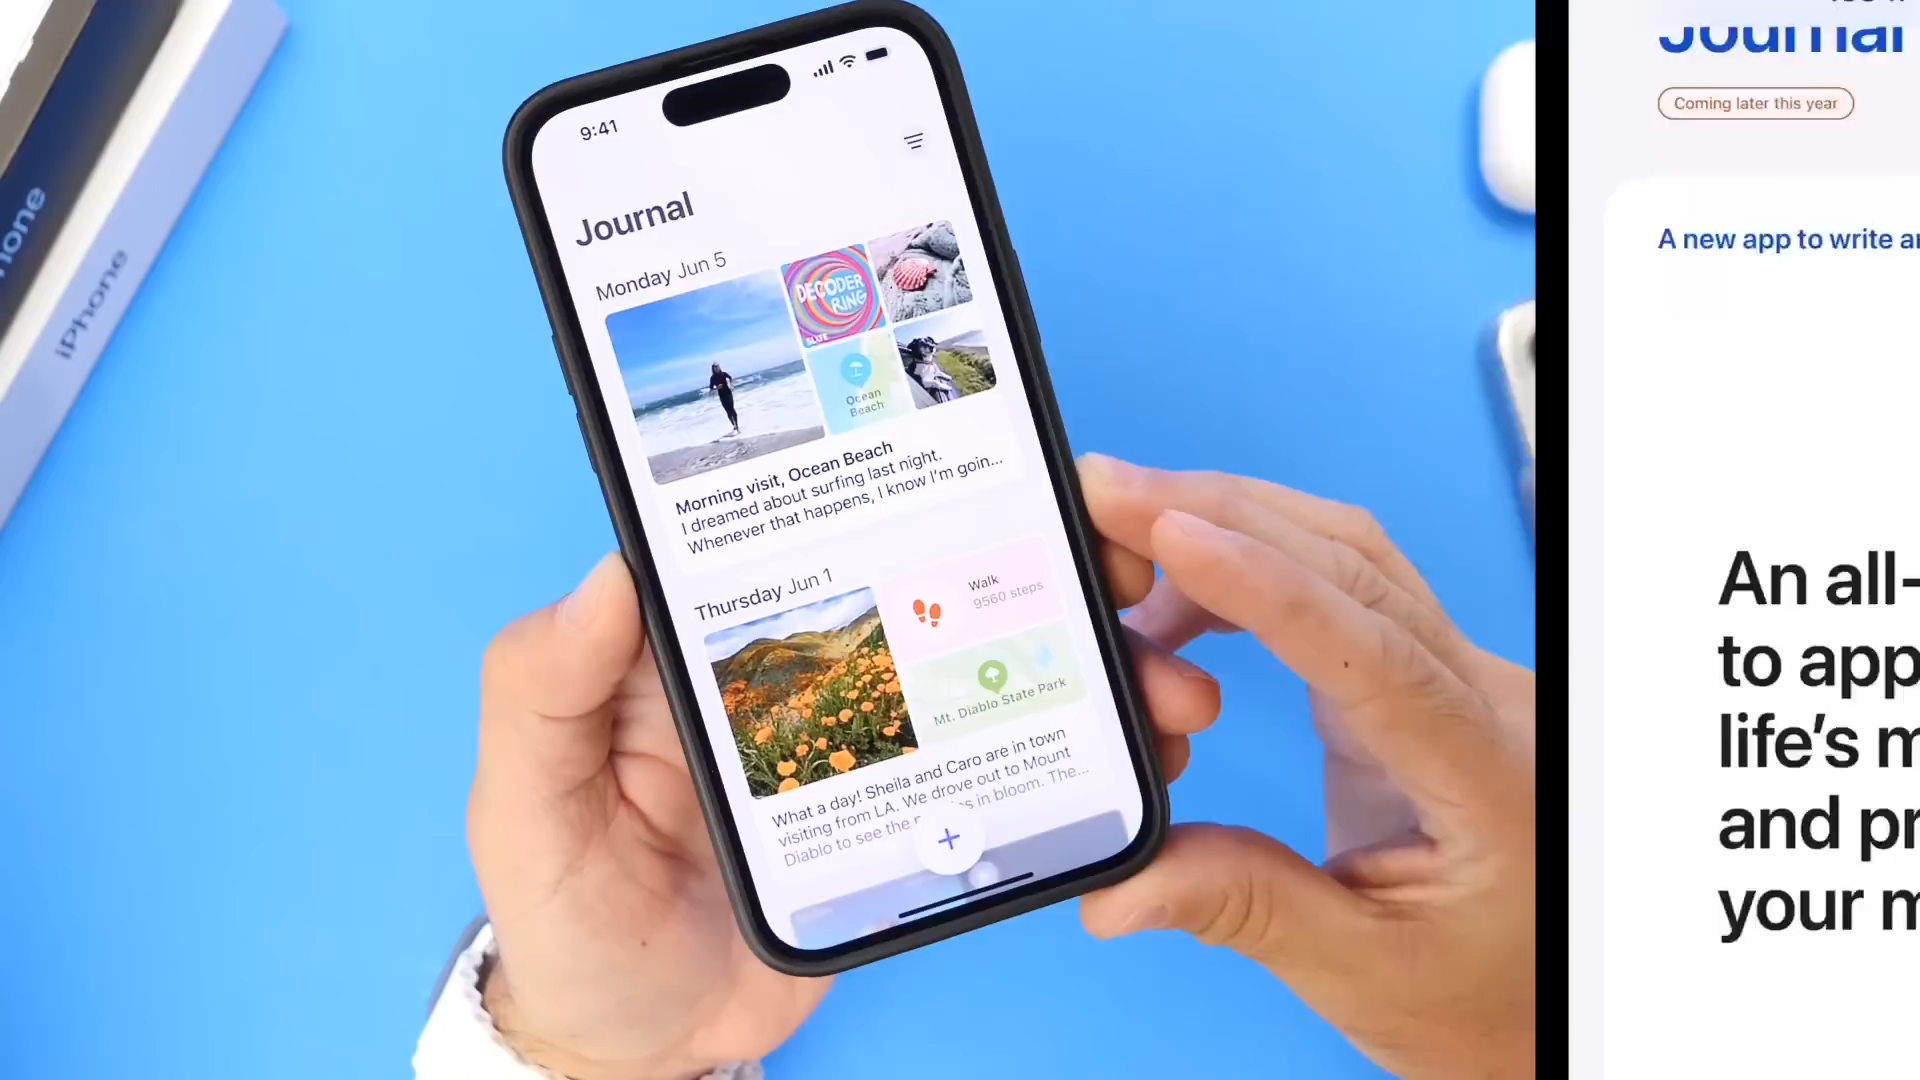 iPhone
9:41
Journal
Monday Jun 5
DECODER
RING
SLATE
Ocean
Beach
Morning visit, Ocean Beach
I dreamed about surfing last night.
Whenever that happens, I know I'm goin...
Thursday Jun 1
Walk
9560 steps
Mt. Diablo State Park
What a day! Sheila and Caro are in town
visiting from LA. We drove out to Mount
Diablo to see the in bloom. The...
Journal
Coming later this year
A new app to write
An all-
to
life's
and
your